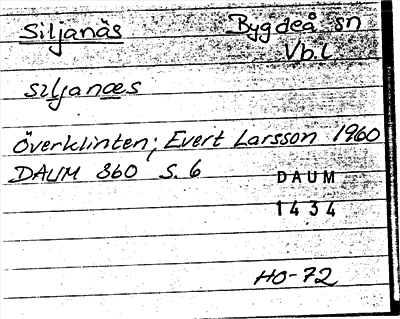 Siljanäs Bygdeå sn
Vb.l
siljanæs
Överklinten; Evert Larsson 1960
DAUM 860 S. 6
DAUM
1434
HO-72